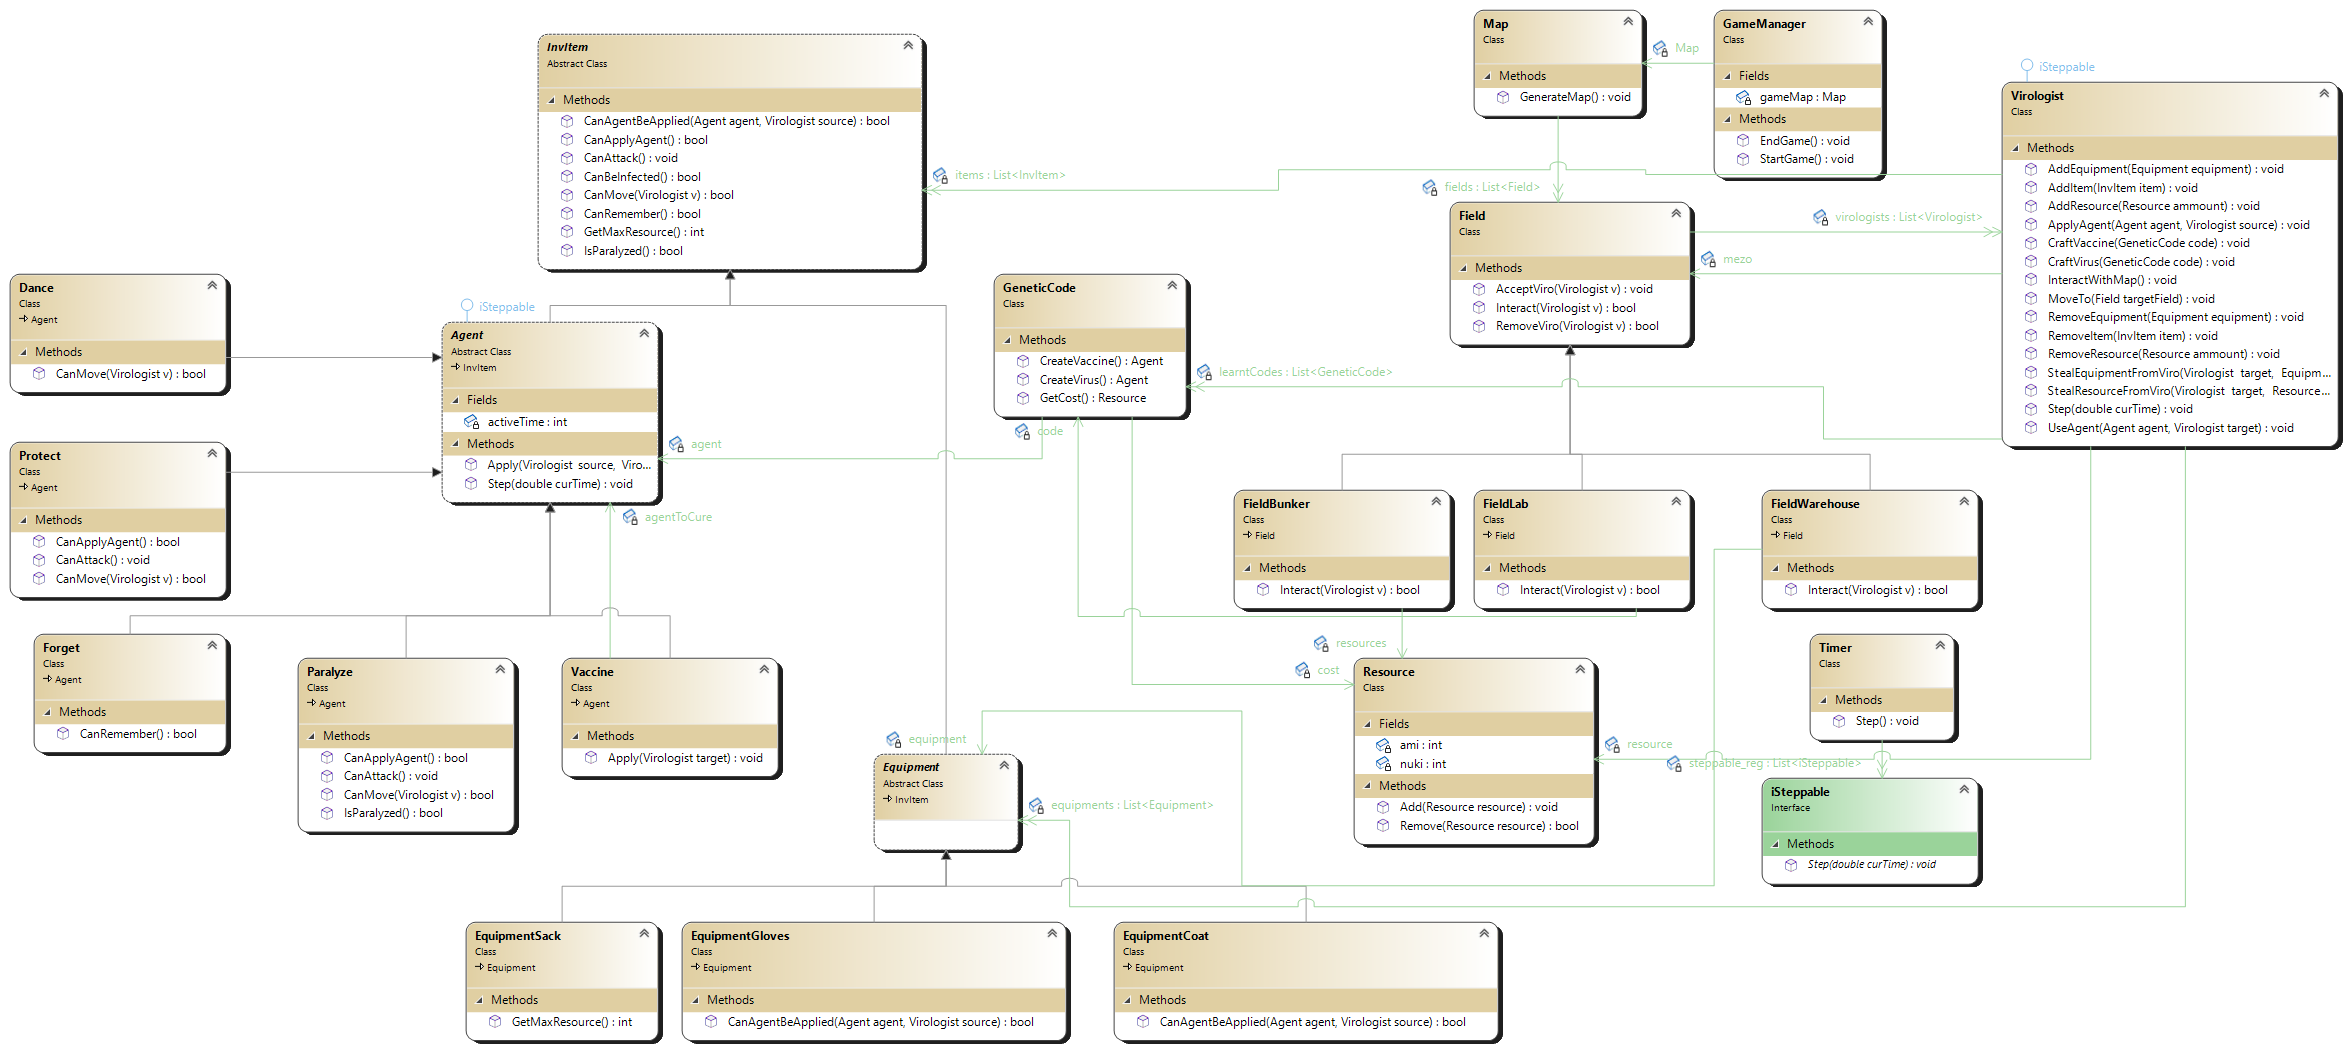 InvItem
Abstract Class
Methods
CanAgentBeApplied(Agent agent, Virologist source) : bool
CanApplyAgent() : bool
CanAttack() : void
CanBeInfected() : bool
CanMove(Virologist v) : bool
CanRemember() : bool
GetMaxResource() : int
IsParalyzed() : bool
items : List<InvItem>
Map
Class
Methods
GenerateMap() : void
Map
GameManager
Class
Fields
gameMap : Map
Methods
EndGame() : void
StartGame() : void
fields : List<Field>
iSteppable
Virologist
Class
Methods
AddEquipment(Equipment equipment) : void
AddItem(InvItem item) : void
AddResource(Resource ammount) : void
ApplyAgent(Agent agent, Virologist source) : void
CraftVaccine(GeneticCode code) : void
CraftVirus(GeneticCode code) : void
InteractWithMap() : void
MoveTo(Field targetField) : void
RemoveEquipment(Equipment equipment) : void
RemoveItem(InvItem item) : void
RemoveResource(Resource ammount) : void
StealEquipmentFromViro(Virologist target, Equipm...
StealResourceFromViro(Virologist target, Resource...
Step(double curTime) : void
UseAgent(Agent agent, Virologist target) : void
Field
Class
Methods
AcceptViro(Virologist v) : void
Interact(Virologist v) : bool
RemoveViro(Virologist v) : bool
virologists : List<Virologist>
mezo
Dance
Class
Agent
Methods
CanMove(Virologist v) : bool
iSteppable
Agent
Abstract Class
InvItem
Fields
activeTime : int
Methods
Apply(Virologist source, Viro...
Step(double curTime) : void
GeneticCode
Class
Methods
CreateVaccine() : Agent
CreateVirus() : Agent
GetCost() : Resource
learntCodes : List<GeneticCode>
code
agent
agentToCure
Protect
Class
Agent
Methods
CanApplyAgent() : bool
CanAttack() : void
CanMove(Virologist v) : bool
FieldBunker
Class
Field
Methods
Interact(Virologist v) : bool
FieldLab
Class
Field
Methods
Interact(Virologist v) : bool
FieldWarehouse
Class
Field
Methods
Interact(Virologist v) : bool
Forget
Class
Agent
Methods
CanRemember() : bool
Paralyze
Class
Agent
Methods
CanApplyAgent() : bool
CanAttack() : void
CanMove(Virologist v) : bool
IsParalyzed() : bool
Vaccine
Class
Agent
Methods
Apply(Virologist target) : void
resources
cost
Resource
Class
Fields
ami : int
nuki : int
Methods
Add(Resource resource) : void
Remove(Resource resource) : bool
resource
Timer
Class
Methods
Step() : void
steppable_reg : List<iSteppable>
iSteppable
Interface
Methods
Step(double curTime) : void
equipment
Equipment
Abstract Class
InvItem
equipments : List<Equipment>
EquipmentSack
Class
Equipment
Methods
GetMaxResource() : int
EquipmentGloves
Class
Equipment
Methods
CanAgentBeApplied(Agent agent, Virologist source) : bool
EquipmentCoat
Class
Equipment
Methods
CanAgentBeApplied(Agent agent, Virologist source) : bool